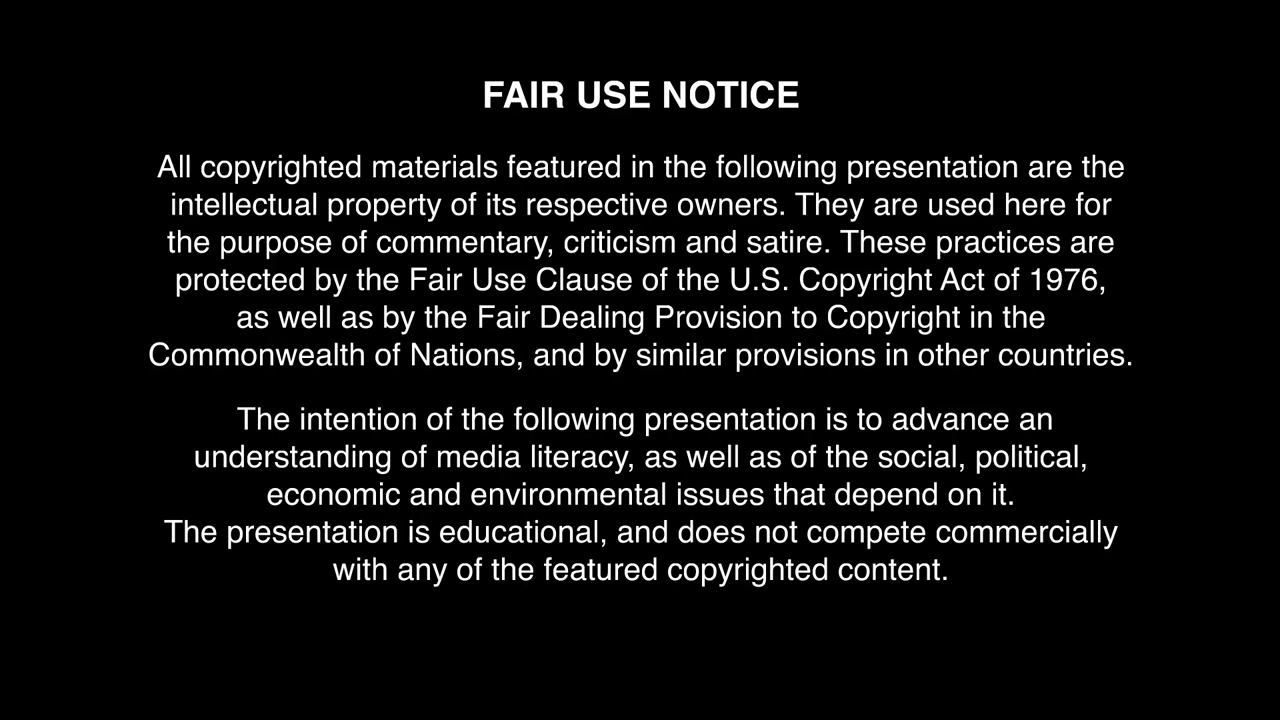 FAIR USE NOTICE
All copyrighted materials featured in the following presentation are the
intellectual property of its respective owners. They are used here for
the purpose of commentary, criticism and satire. These practices are
protected by the Fair Use Clause of the U.S. Copyright Act of 1976,
as well as by the Fair Dealing Provision to Copyright in the
Commonwealth of Nations, and by similar provisions in other countries.
The intention of the following presentation is to advance an
understanding of media literacy, as well as of the social, political,
economic and environmental issues that depend on it.
The presentation is educational, and does not compete commercially
with any of the featured copyrighted content.